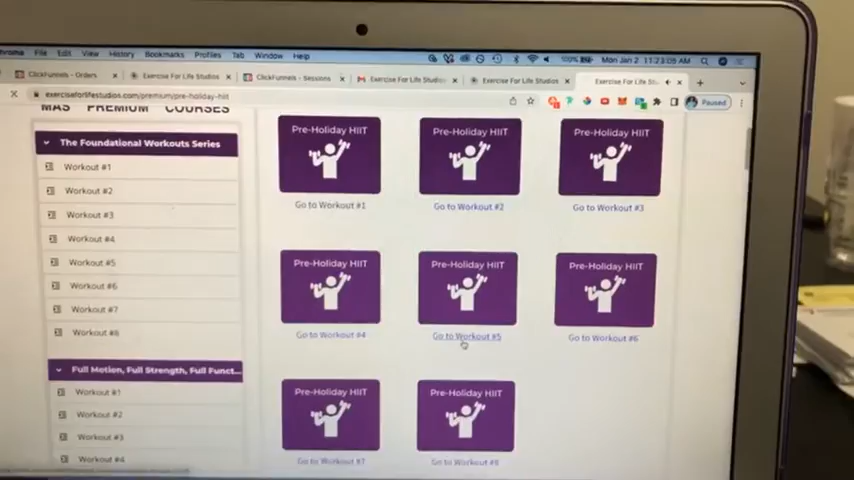 File Edit View History Bookmarks Profiles Tab Window Help
100%
Mon Jan 2 11:23:05 AM
ClickFunnels - Orders
Exercise For Life Studios
ClickFunnels - Sessions
Exercise For Life Studios
Exercise For Life Studios
Exercise For Life St
exerciseforlifestudios.com/premium/pre-holiday-hiit
Paused
MAS PREMIUM COURSES
The Foundational Workouts Series
Workout #1
Workout #2
Workout #3
Workout #4
Workout #5
Workout #6
Workout #7
Workout #8
Full Motion, Full Strength, Full Funct...
Workout #1
Workout #2
Workout #3
Workout #4
Pre-Holiday HIIT
Pre-Holiday HIIT
Pre-Holiday HIIT
Go to Workout #1
Go to Workout #2
Go to Workout #3
Pre-Holiday HIIT
Pre-Holiday HIIT
Pre-Holiday HIIT
Go to Workout #4
Go to Workout #5
Go to Workout #6
Pre-Holiday HIIT
Pre-Holiday HIIT
Go to Workout #7
Go to Workout #8